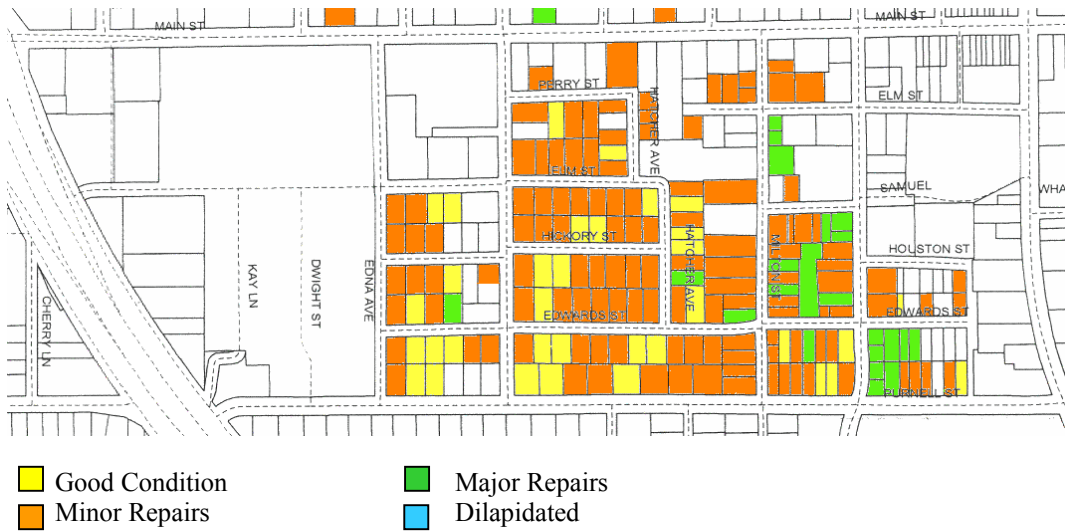 MAIN ST
MAIN ST
PERRY ST
ELM ST
HATCHER AVE
ELM ST
SAMUEL
WHA
HICKORY ST
HATCHER AVE
MILTON ST
HOUSTON ST
KAY LN
DWIGHT ST
EDNA AVE
CHERRY LN
EDWARDS ST
EDWARDS ST
PURNELL ST
Good Condition
Major Repairs
Minor Repairs
Dilapidated